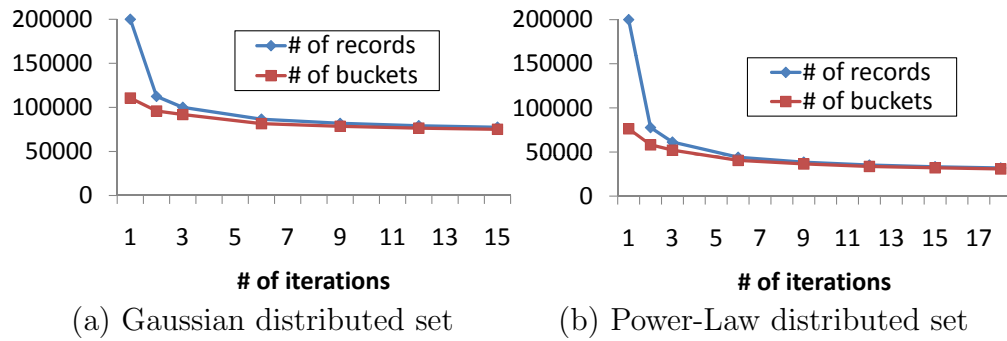 200000
150000
100000
50000
0
# of records
# of buckets
1 3 5 7 9 11 13 15
# of iterations
(a) Gaussian distributed set
200000
150000
100000
50000
0
# of records
# of buckets
1 3 5 7 9 11 13 15 17
# of iterations
(b) Power-Law distributed set